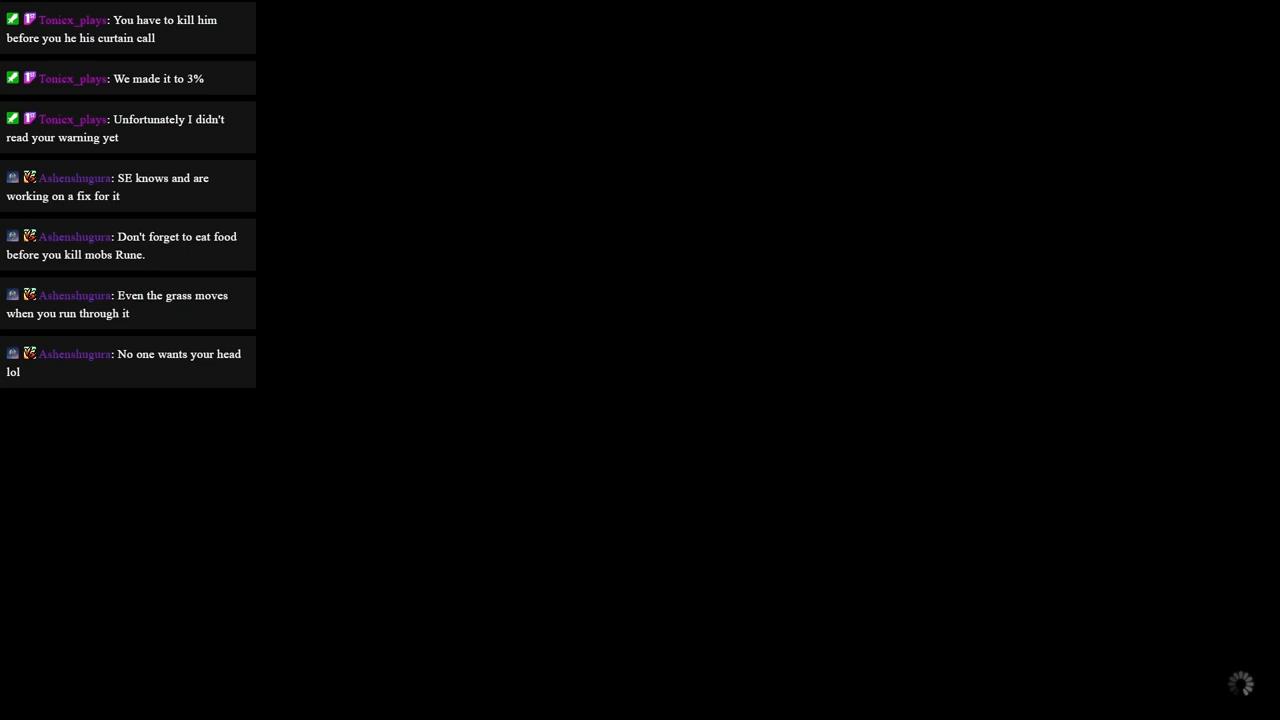 Tonicx_plays: You have to kill him
before you he his curtain call
Tonicx_plays: We made it to 3%
Tonicx_plays: Unfortunately I didn't
read your warning yet
Ashenshugura: SE knows and are
working on a fix for it
Ashenshugura: Don't forget to eat food
before you kill mobs Rune.
Ashenshugura: Even the grass moves
when you run through it
Ashenshugura: No one wants your head
lol